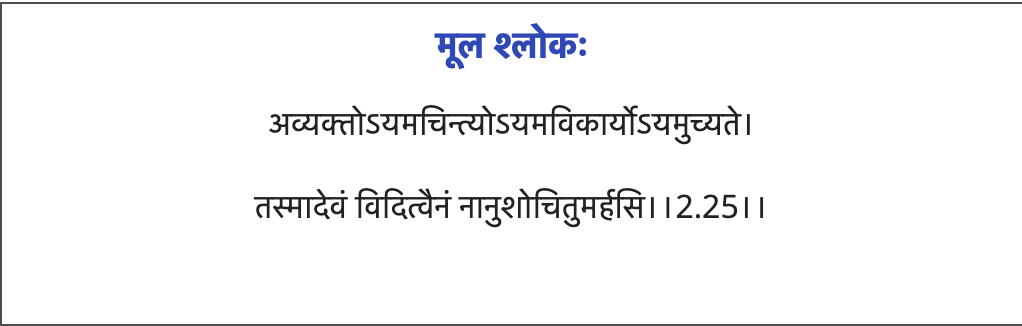 मूल श्लोकः
अव्यक्तोऽयमचिन्त्योऽयमविकार्योऽयमुच्यते।
तस्मादेवं विदित्वैनं नानुशोचितुमर्हसि।।2.25।।